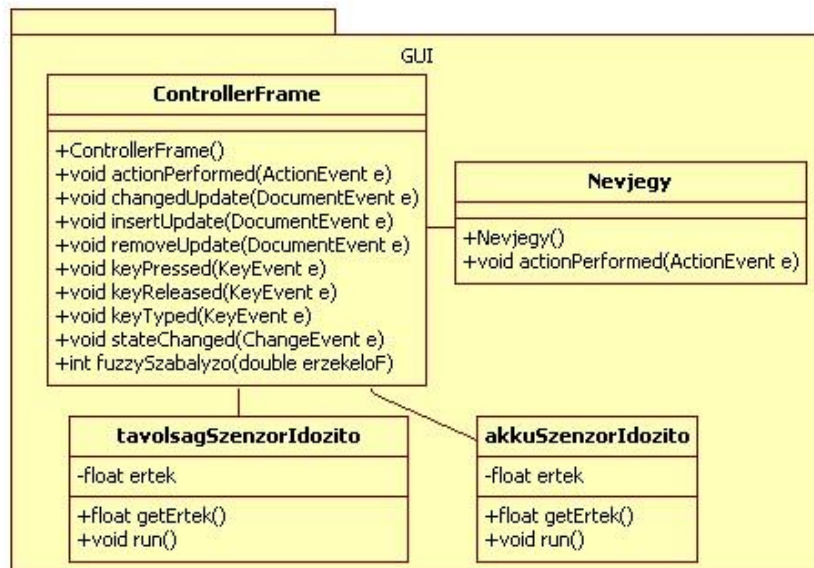 GUI
ControllerFrame
+ControllerFrame()
+void actionPerformed(ActionEvent e)
+void changedUpdate(DocumentEvent e)
+void insertUpdate(DocumentEvent e)
+void removeUpdate(DocumentEvent e)
+void keyPressed(KeyEvent e)
+void keyReleased(KeyEvent e)
+void keyTyped(KeyEvent e)
+void stateChanged(ChangeEvent e)
+int fuzzySzabalyzo(double erzekeloF)
Nevjegy
+Nevjegy()
+void actionPerformed(ActionEvent e)
tavolsagSzenzorIdozito
-float ertek
+float getErtek()
+void run()
akkuSzenzorIdozito
-float ertek
+float getErtek()
+void run()